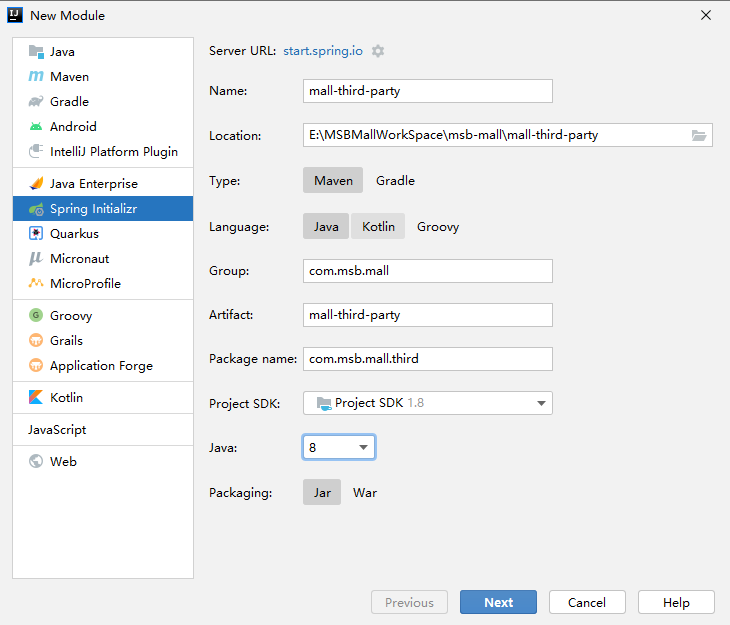 New Module
Java
Maven
Gradle
Android
IntelliJ Platform Plugin
Java Enterprise
Spring Initializr
Quarkus
Micronaut
MicroProfile
Groovy
Grails
Application Forge
Kotlin
JavaScript
Web
Server URL: start.spring.io
Name: mall-third-party
Location: E:\MSBMallWorkSpace\msb-mall\mall-third-party
Type: Maven Gradle
Language: Java Kotlin Groovy
Group: com.msb.mall
Artifact: mall-third-party
Package name: com.msb.mall.third
Project SDK: Project SDK 1.8
Java: 8
Packaging: Jar War
Previous Next Cancel Help